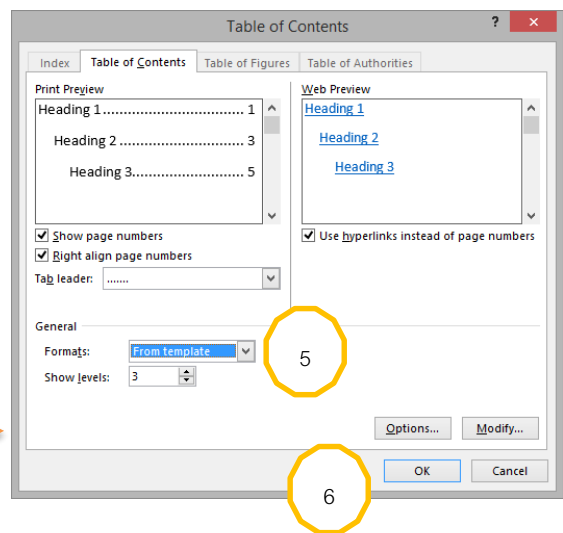 Table of Contents ? ×
Index Table of Contents Table of Figures Table of Authorities
Print Preview
Heading 1.................................. 1
Heading 2 .............................. 3
Heading 3........................... 5
Web Preview
Heading 1
Heading 2
Heading 3
Show page numbers
Right align page numbers
Tab leader: .......
Use hyperlinks instead of page numbers
General
Formats: From template
Show levels: 3
5
Options... Modify...
OK Cancel
6